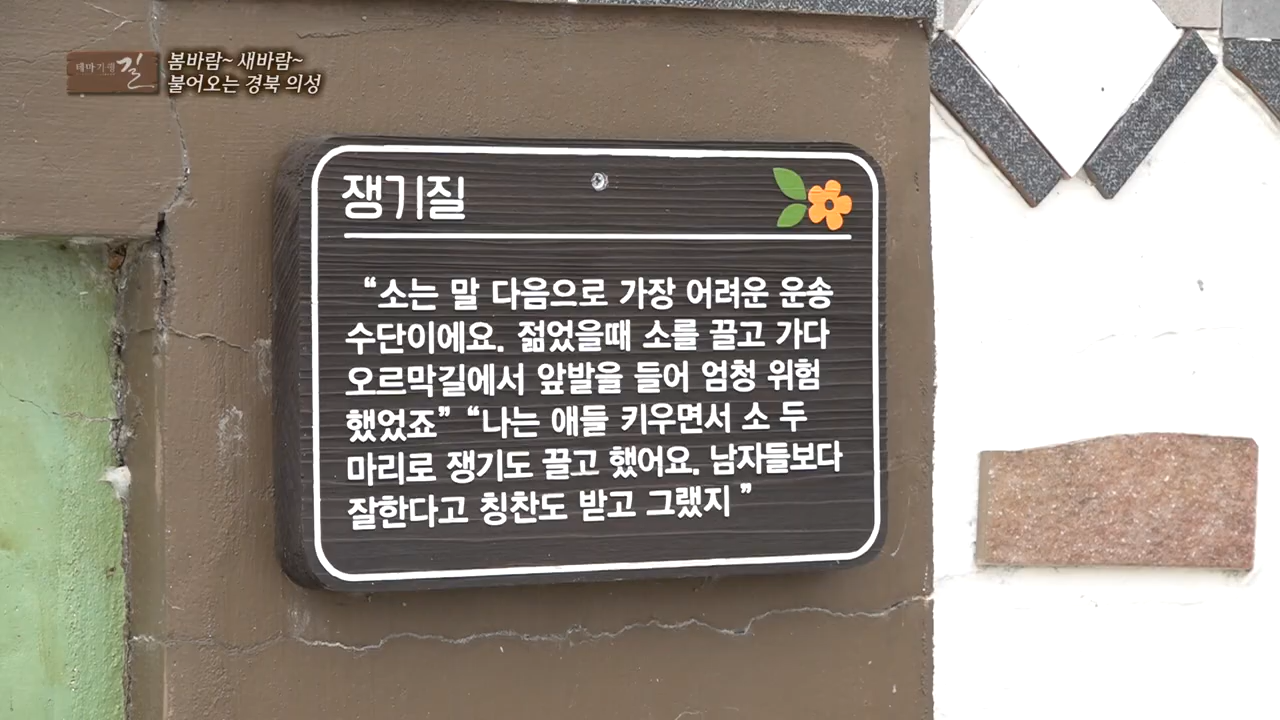 테마기행 길
봄바람~ 새바람~
불어오는 경북 의성
쟁기질
“소는 말 다음으로 가장 어려운 운송
수단이에요. 젊었을때 소를 끌고 가다
오르막길에서 앞발을 들어 엄청 위험
했었죠” “나는 애들 키우면서 소 두
마리로 쟁기도 끌고 했어요. 남자들보다
잘한다고 칭찬도 받고 그랬지 ”